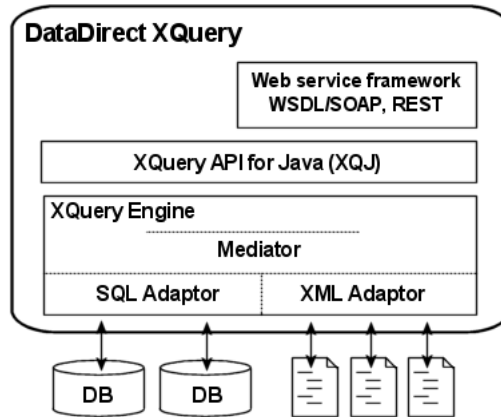 DataDirect XQuery
Web service framework
WSDL/SOAP, REST
XQuery API for Java (XQJ)
XQuery Engine
Mediator
SQL Adaptor
XML Adaptor
DB
DB